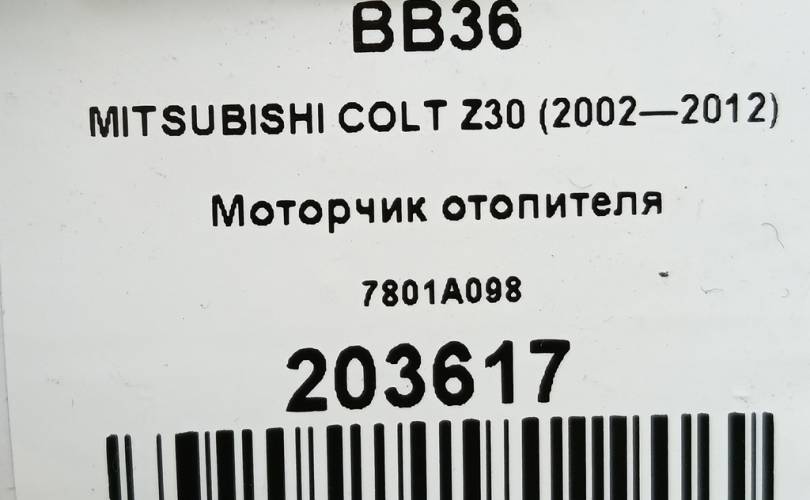 BB36
MITSUBISHI COLT Z30 (2002—2012)
Моторчик отопителя
7801A098
203617